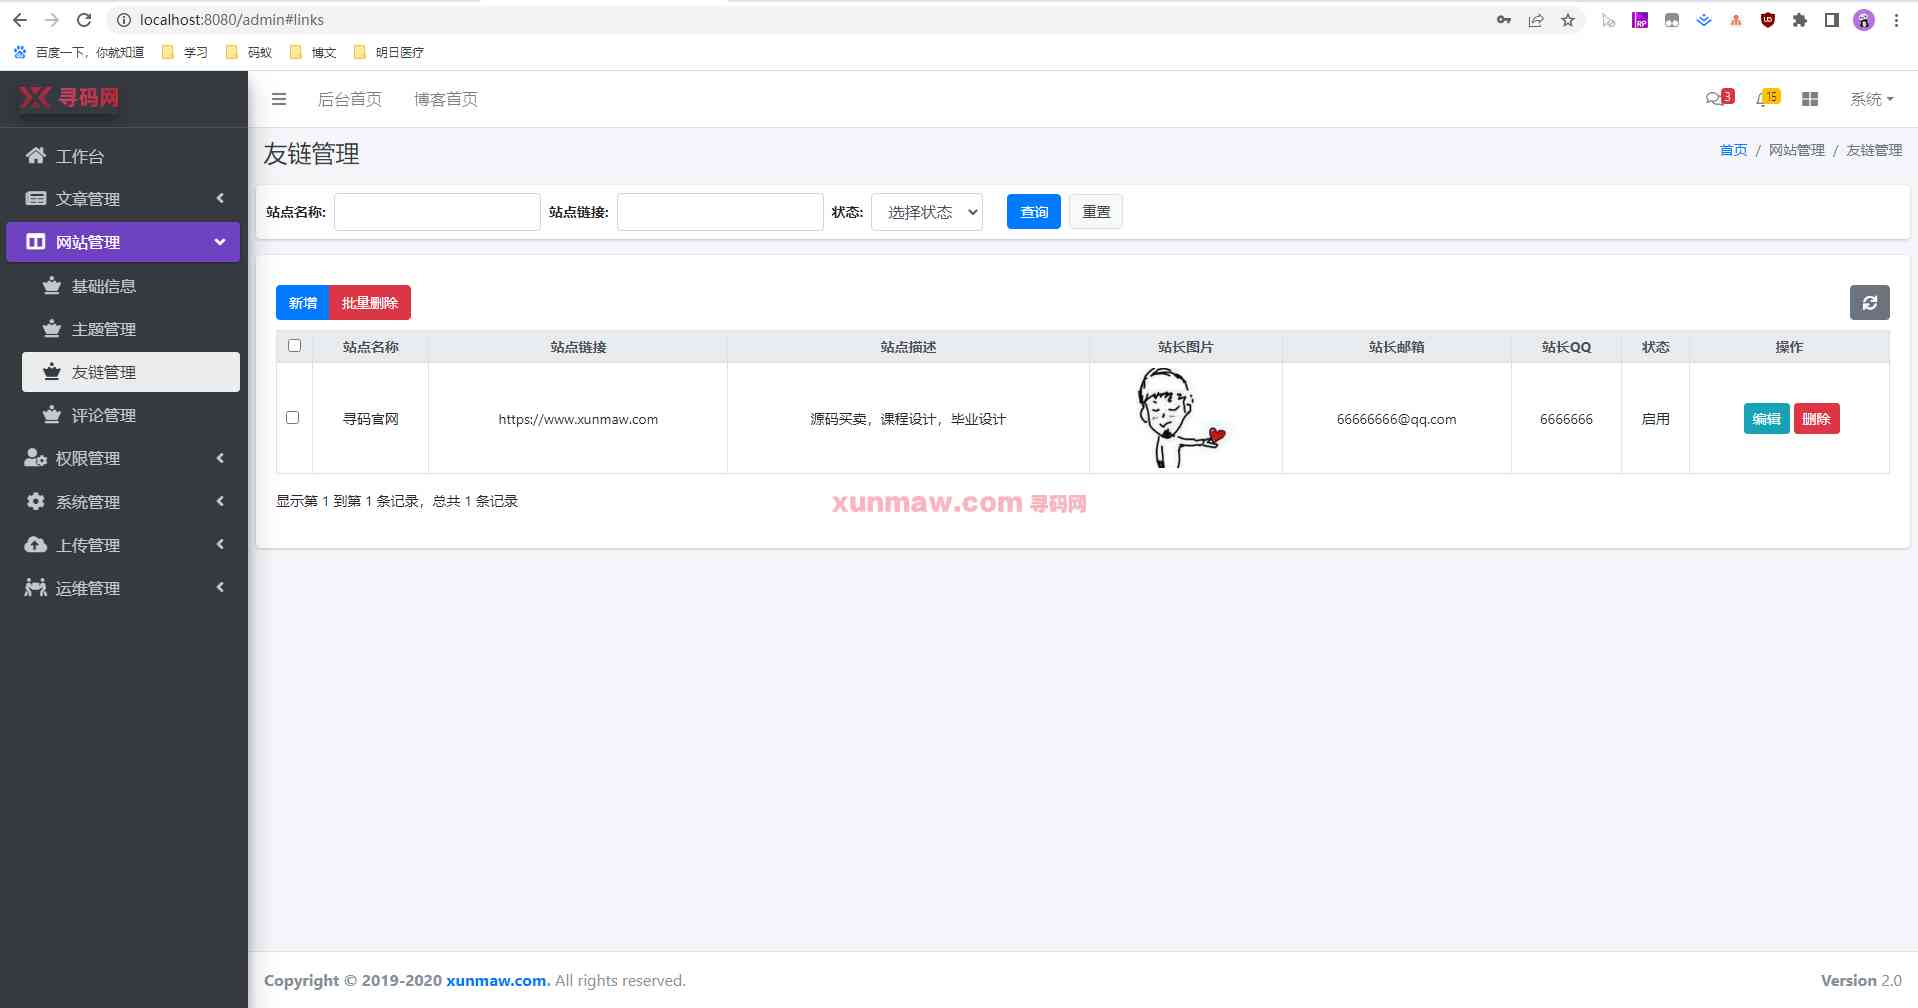 localhost:8080/admin#links
百度一下，你就知道 学习 码蚁 博文 明日医疗
寻码网
后台首页 博客首页 3 15 系统
工作台
文章管理
网站管理
基础信息
主题管理
友链管理
评论管理
权限管理
系统管理
上传管理
运维管理
友链管理 首页 / 网站管理 / 友链管理
站点名称: 站点链接: 状态: 选择状态 查询 重置
新增 批量删除
站点名称 站点链接 站点描述 站长图片 站长邮箱 站长QQ 状态 操作
寻码官网 https://www.xunmaw.com 源码买卖，课程设计，毕业设计 66666666@qq.com 6666666 启用 编辑 删除
显示第 1 到第 1 条记录，总共 1 条记录
xunmaw.com 寻码网
Copyright © 2019-2020 xunmaw.com. All rights reserved. Version 2.0